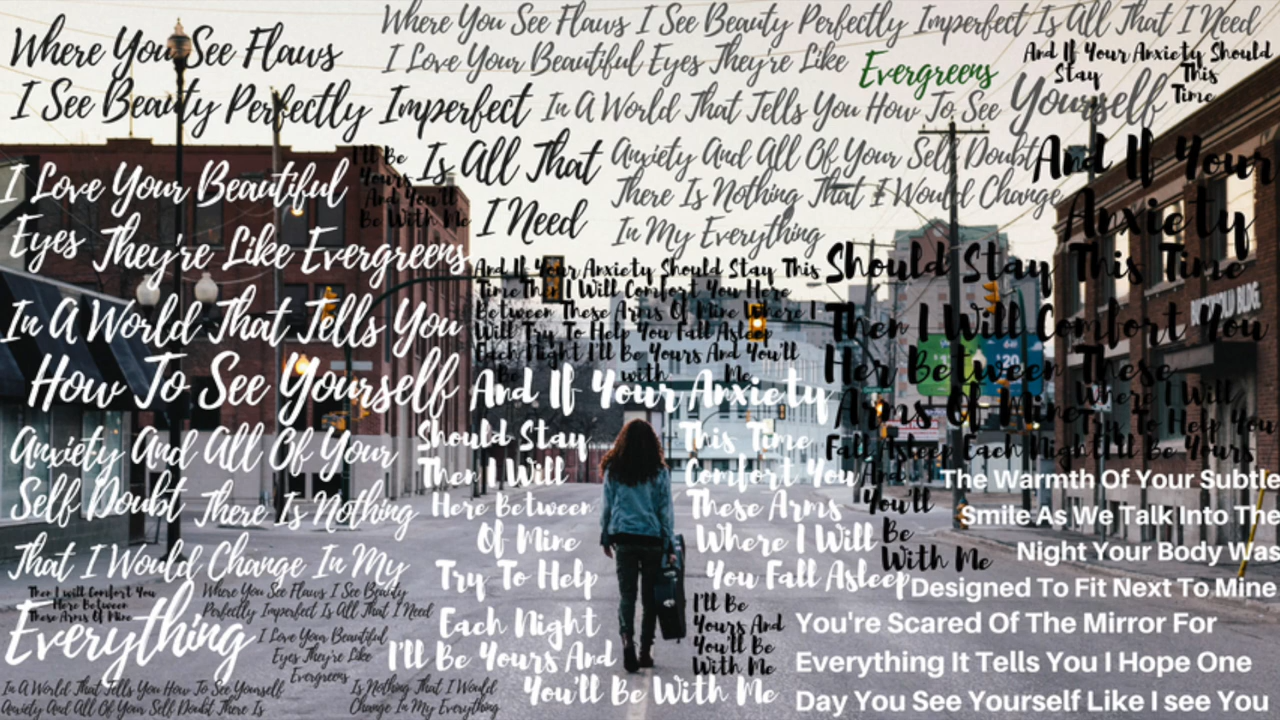 Where You See Flaws I See Beauty Perfectly Imperfect Is All That I Need
I Love Your Beautiful Eyes They're Like Evergreens
In A World That Tells You How To See Yourself
Anxiety And All Of Your Self Doubt
There Is Nothing That I Would Change
In My Everything
And If Your Anxiety Should
Stay This
Time
Where You See Flaws
I See Beauty Perfectly Imperfect
Is All That
I Need
I Love Your Beautiful
Eyes They're Like Evergreens
In A World That Tells You
How To See Yourself
Anxiety And All Of Your
Self Doubt There Is Nothing
That I Would Change In My
Everything
I'll Be
Yours
And You'll
Be With Me
And If Your Anxiety Should Stay This
Time Then I Will Comfort You Here
Between These Arms Of Mine Where I
Will Try To Help You Fall Asleep
Each Night I'll Be Yours And You'll
Be with Me
And If Your
Anxiety
Should Stay This Time
Then I Will Comfort You
Her Between These
Arms Of Mine Where I Will
Try To Help You
Fall Asleep Each Night I'll Be Yours
And
You'll
Be
With Me
And If Your Anxiety
Should Stay This Time
Then I Will Comfort You
Here Between These Arms
Of Mine Where I Will
Try To Help You Fall Asleep
Each Night
I'll Be Yours And
You'll Be With Me
I'll Be
Yours And
You'll Be
With Me
Then I will Comfort You
Here Between
These Arms Of Mine
Where You See Flaws I See Beauty
Perfectly Imperfect Is All That I Need
I Love Your Beautiful
Eyes They're Like
Evergreens
In A World That Tells You How To See Yourself
Anxiety And All Of Your Self Doubt There Is
Is Nothing That I Would
Change In My Everything
The Warmth Of Your Subtle
Smile As We Talk Into The
Night Your Body Was
Designed To Fit Next To Mine
You're Scared Of The Mirror For
Everything It Tells You I Hope One
Day You See Yourself Like I see You
BLDG.